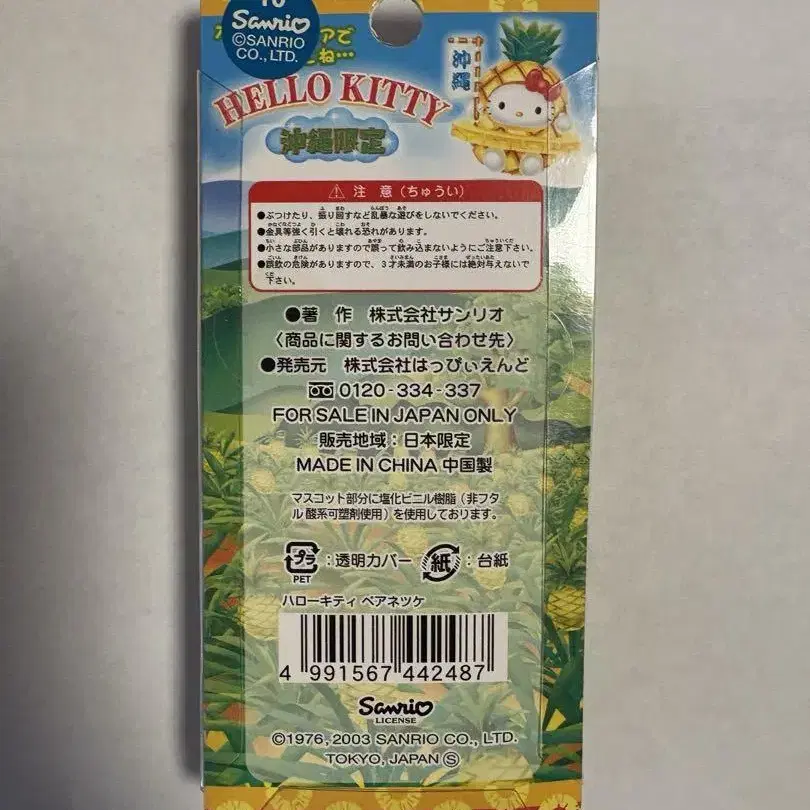 Sanrio
©SANRIO
CO., LTD.
アで
ね…
沖縄
HELLO KITTY
沖縄限定
⚠ 注 意 (ちゅうい)
●ぶつけたり、振り回すなど乱暴な遊びをしないでください。
●金具等強く引くと壊れる恐れがあります。
●小さな部品がありますので誤って飲み込まないようにご注意下さい。
●誤飲の危険がありますので、3才未満のお子様には絶対与えないで
下さい。
●著 作 株式会社サンリオ
〈商品に関するお問い合わせ先〉
●発売元 株式会社はっぴぃえんど
0120-334-337
FOR SALE IN JAPAN ONLY
販売地域：日本限定
MADE IN CHINA 中国製
マスコット部分に塩化ビニル樹脂（非フタ
ル酸系可塑剤使用）を使用しております。
プラ：透明カバー 紙：台紙
PET
ハローキティ ペアネツケ
4 991567 442487
Sanrio
LICENSE
©1976, 2003 SANRIO CO., LTD.
TOKYO, JAPAN Ⓢ